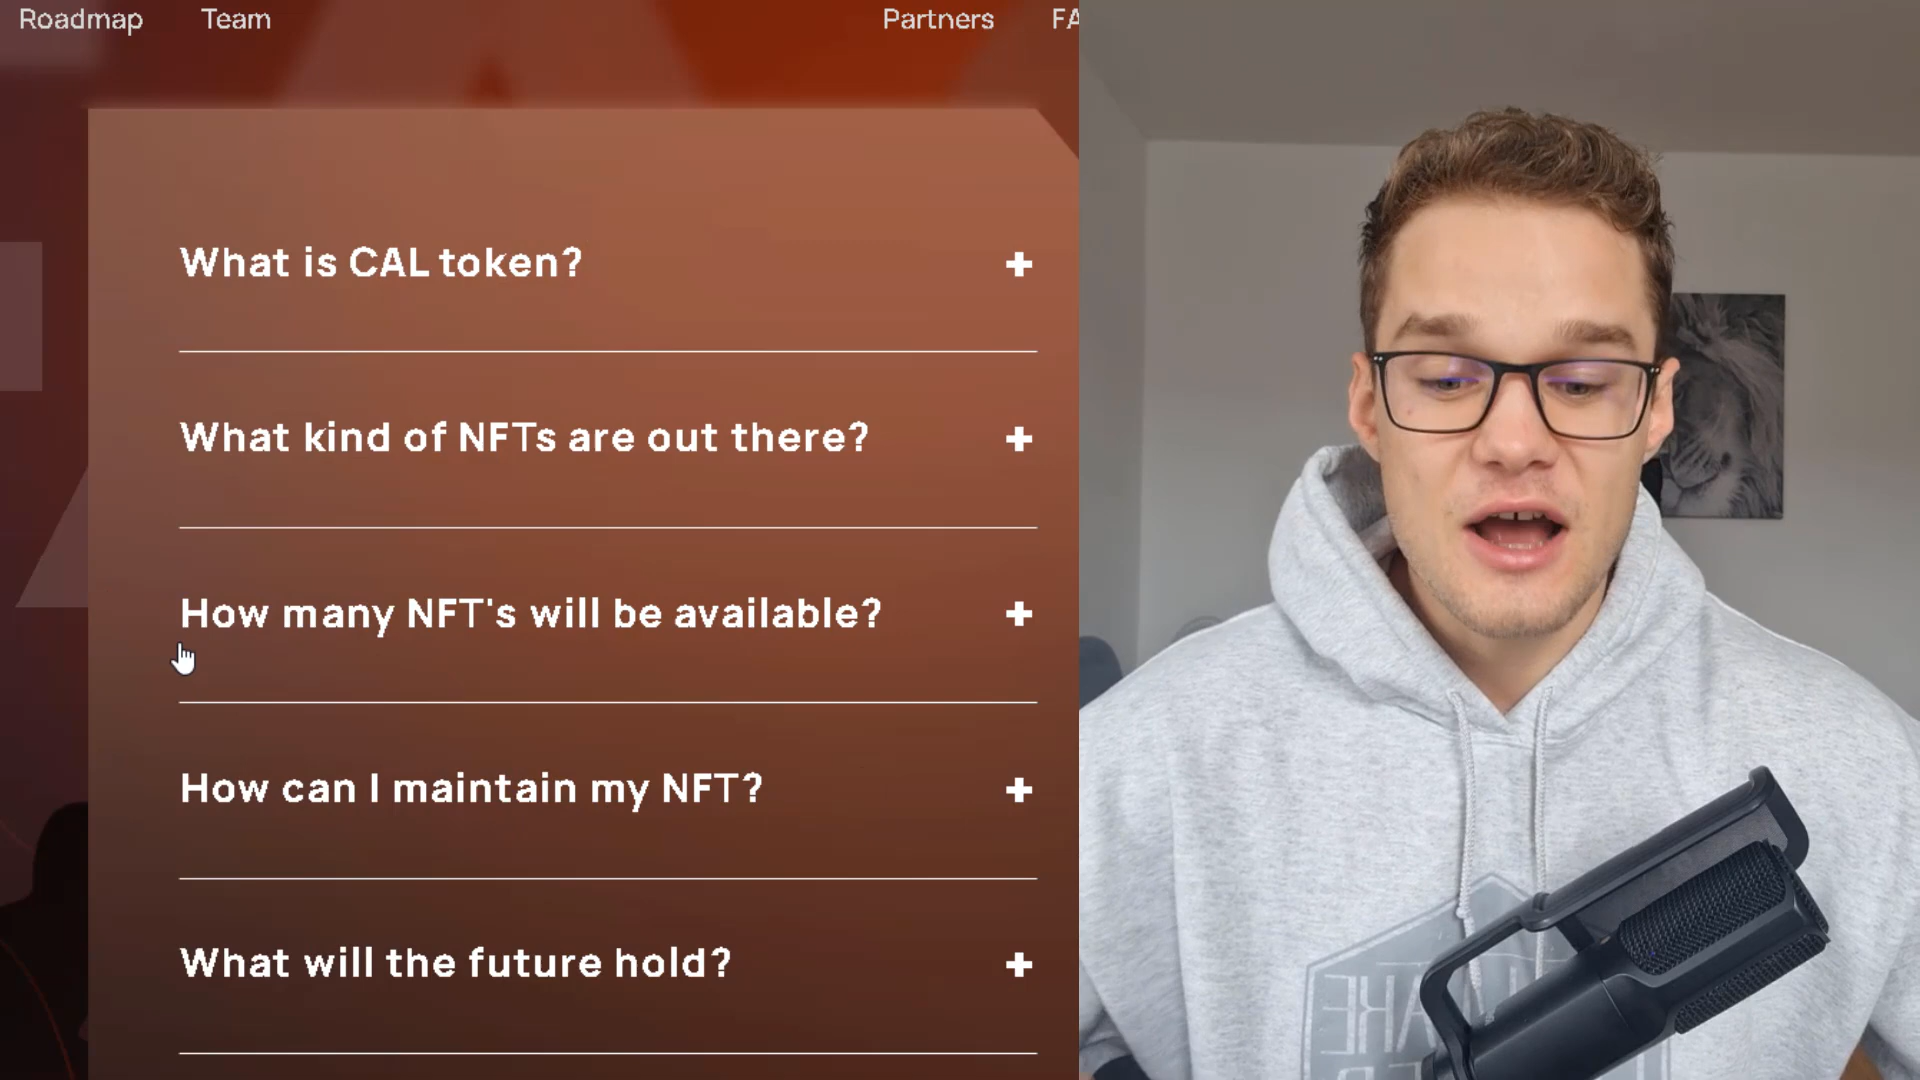 Roadmap Team Partners FA
What is CAL token? +
What kind of NFTs are out there? +
How many NFT's will be available? +
How can I maintain my NFT? +
What will the future hold? +